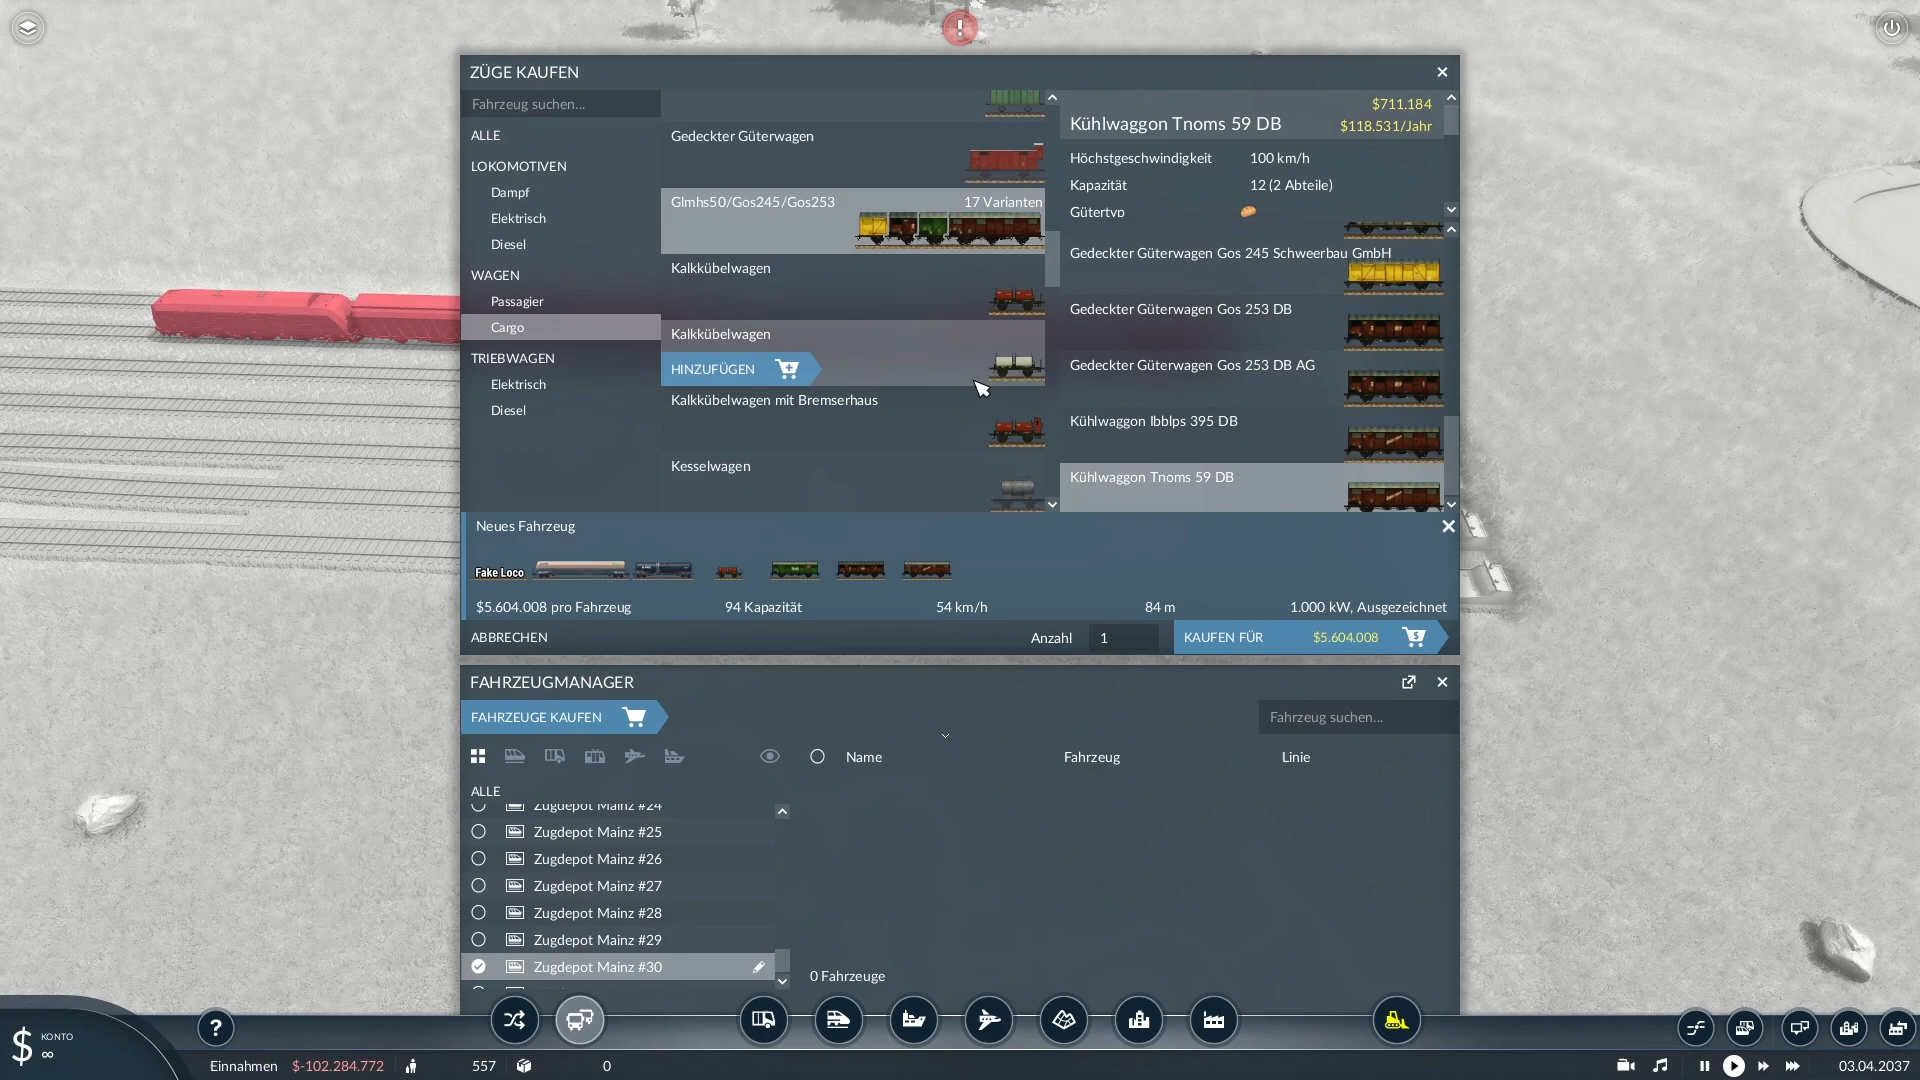 ZÜGE KAUFEN
Fahrzeug suchen...
ALLE
LOKOMOTIVEN
Dampf
Elektrisch
Diesel
WAGEN
Passagier
Cargo
TRIEBWAGEN
Elektrisch
Diesel
Gedeckter Güterwagen
Glmhs50/Gos245/Gos253 17 Varianten
Kalkkübelwagen
Kalkkübelwagen
HINZUFÜGEN
Kalkkübelwagen mit Bremserhaus
Kesselwagen
$711.184
Kühlwaggon Tnoms 59 DB $118.531/Jahr
Höchstgeschwindigkeit 100 km/h
Kapazität 12 (2 Abteile)
Gütertyp
Gedeckter Güterwagen Gos 245 Schweerbau GmbH
Gedeckter Güterwagen Gos 253 DB
Gedeckter Güterwagen Gos 253 DB AG
Kühlwaggon Ibblps 395 DB
Kühlwaggon Tnoms 59 DB
Neues Fahrzeug
Fake Loco
$5.604.008 pro Fahrzeug 94 Kapazität 54 km/h 84 m 1.000 kW, Ausgezeichnet
ABBRECHEN Anzahl 1 KAUFEN FÜR $5.604.008
FAHRZEUGMANAGER
FAHRZEUGE KAUFEN Fahrzeug suchen...
Name Fahrzeug Linie
ALLE
Zugdepot Mainz #24
Zugdepot Mainz #25
Zugdepot Mainz #26
Zugdepot Mainz #27
Zugdepot Mainz #28
Zugdepot Mainz #29
Zugdepot Mainz #30
0 Fahrzeuge
$ KONTO
∞
?
Einnahmen $-102.284.772 557 0 03.04.2037